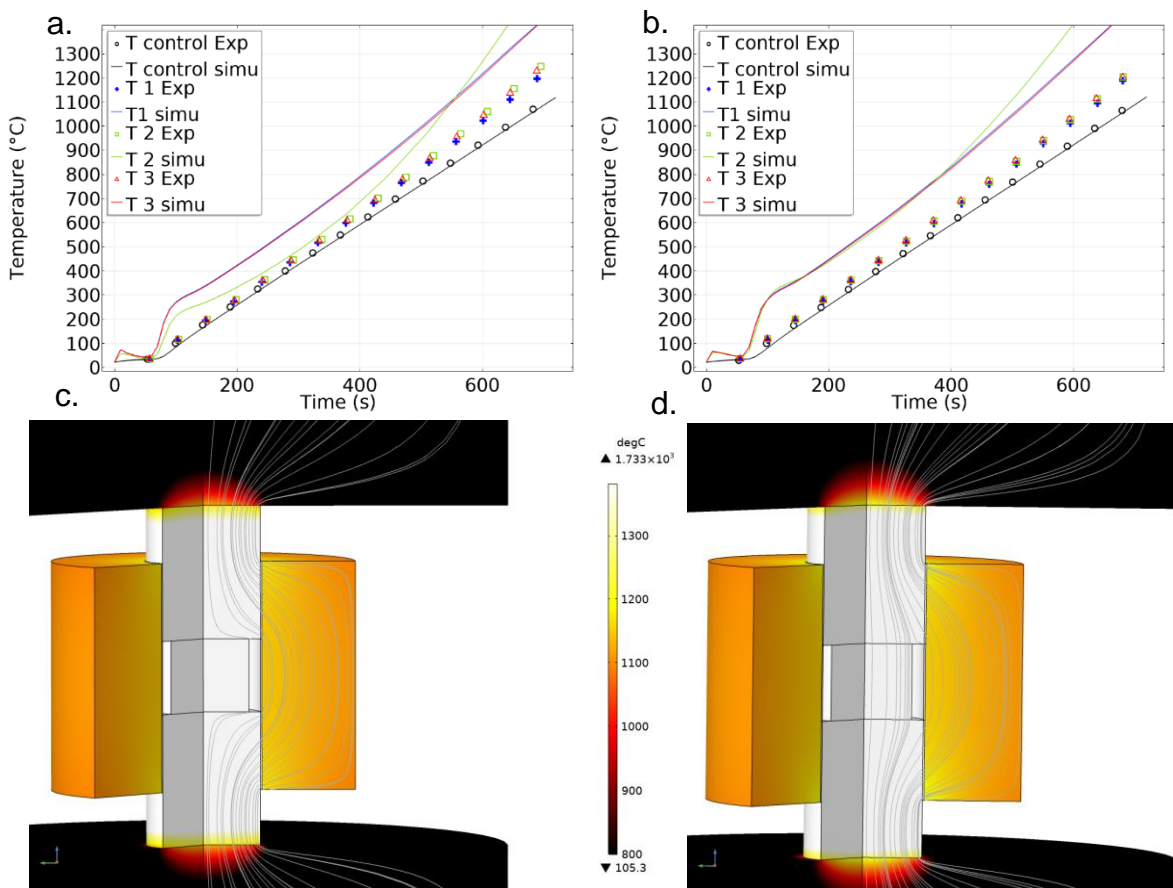 a.
1300
1200
1100
1000
900
800
700
600
500
400
300
200
100
0
Temperature (°C)
T control Exp
T control simu
T 1 Exp
T1 simu
T 2 Exp
T 2 simu
T 3 Exp
T 3 simu
0 200 400 600
Time (s)
b.
1300
1200
1100
1000
900
800
700
600
500
400
300
200
100
0
Temperature (°C)
T control Exp
T control simu
T 1 Exp
T1 simu
T 2 Exp
T 2 simu
T 3 Exp
T 3 simu
0 200 400 600
Time (s)
c.
degC
▲ 1.733×10³
1300
1200
1100
1000
900
800
▼ 105.3
d.